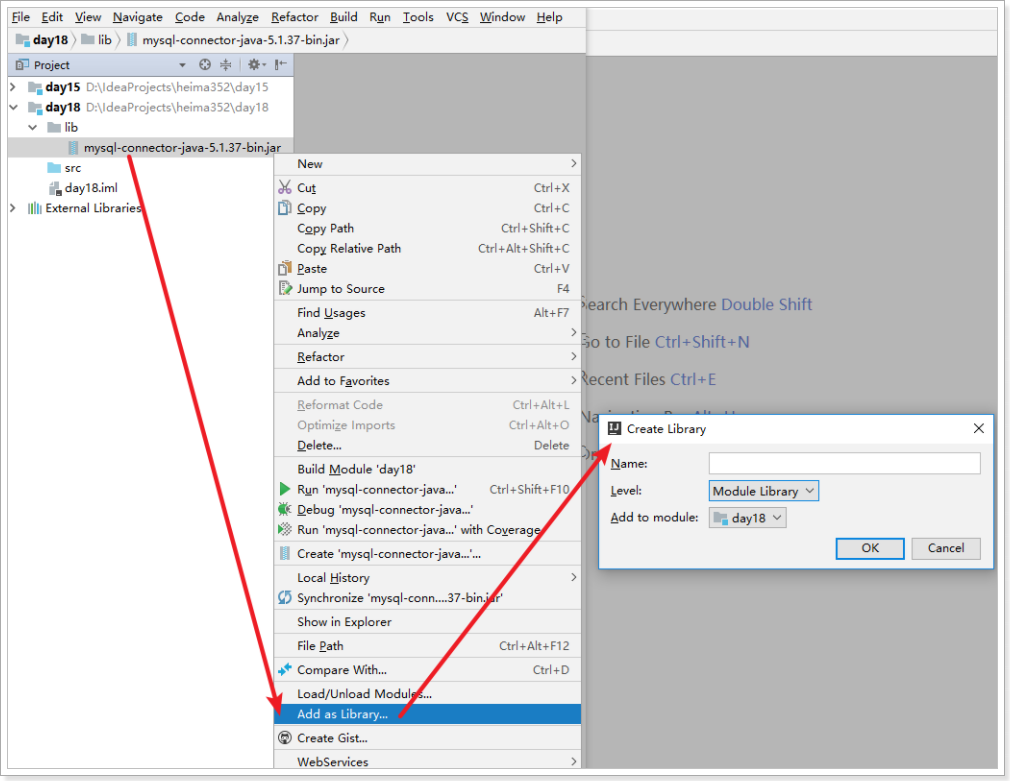 File Edit View Navigate Code Analyze Refactor Build Run Tools VCS Window Help
day18 lib mysql-connector-java-5.1.37-bin.jar
Project
day15 D:\IdeaProjects\heima352\day15
day18 D:\IdeaProjects\heima352\day18
lib
mysql-connector-java-5.1.37-bin.jar
src
day18.iml
External Libraries
New
Cut Ctrl+X
Copy Ctrl+C
Copy Path Ctrl+Shift+C
Copy Relative Path Ctrl+Alt+Shift+C
Paste Ctrl+V
Jump to Source F4
Find Usages Alt+F7
Analyze
Refactor
Add to Favorites
Reformat Code Ctrl+Alt+L
Optimize Imports Ctrl+Alt+O
Delete... Delete
Build Module 'day18'
Run 'mysql-connector-java...' Ctrl+Shift+F10
Debug 'mysql-connector-java...'
Run 'mysql-connector-java...' with Coverage
Create 'mysql-connector-java...'...
Local History
Synchronize 'mysql-conn....37-bin.jar'
Show in Explorer
File Path Ctrl+Alt+F12
Compare With... Ctrl+D
Load/Unload Modules...
Add as Library...
Create Gist...
WebServices
Search Everywhere Double Shift
Go to File Ctrl+Shift+N
Recent Files Ctrl+E
Create Library
Name:
Level: Module Library
Add to module: day18
OK Cancel